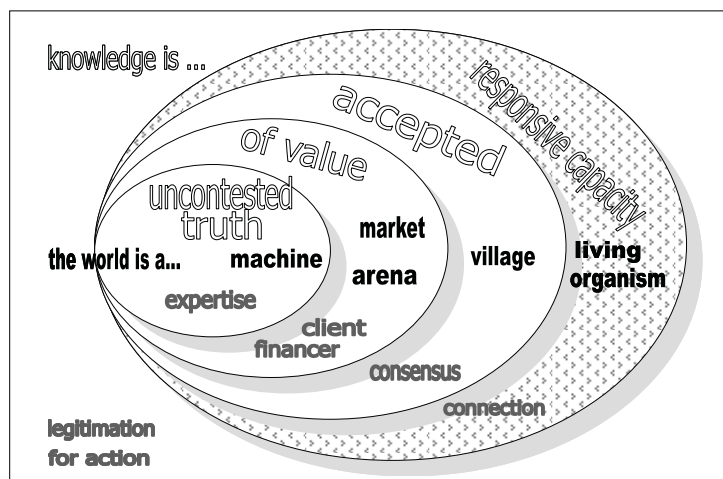 knowledge is ...
responsive capacity
accepted
of value
uncontested
truth
the world is a...
machine
market
arena
village
living
organism
expertise
client
financer
consensus
connection
legitimation
for action